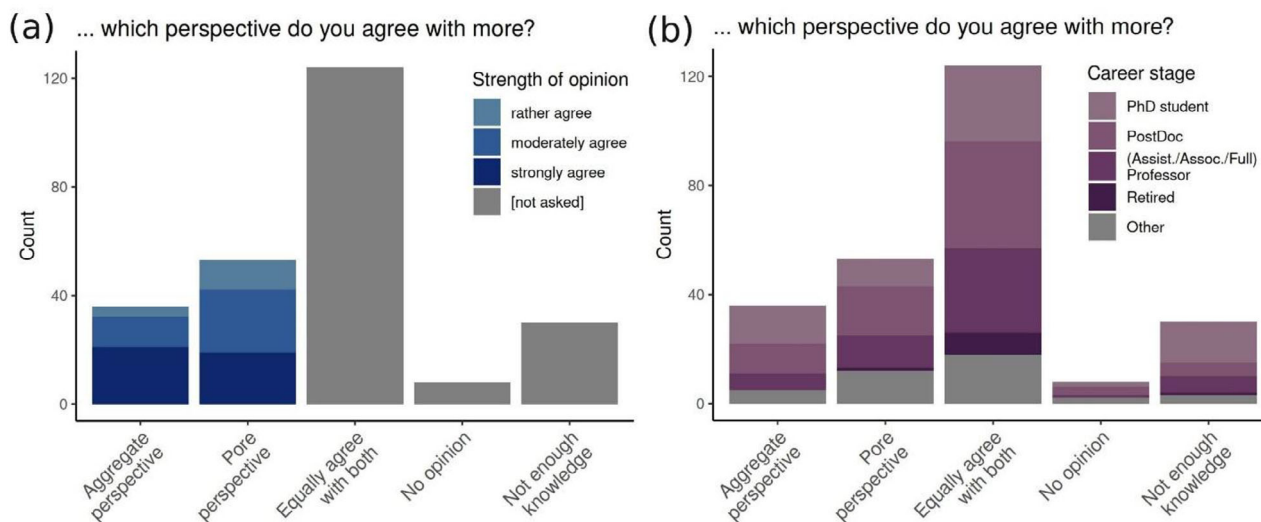 (a) ... which perspective do you agree with more?
Count
120
80
40
0
Strength of opinion
rather agree
moderately agree
strongly agree
[not asked]
Aggregate
perspective
Pore
perspective
Equally agree
with both
No opinion
Not enough
knowledge
(b) ... which perspective do you agree with more?
Count
120
80
40
0
Career stage
PhD student
PostDoc
(Assist./Assoc./Full)
Professor
Retired
Other
Aggregate
perspective
Pore
perspective
Equally agree
with both
No opinion
Not enough
knowledge